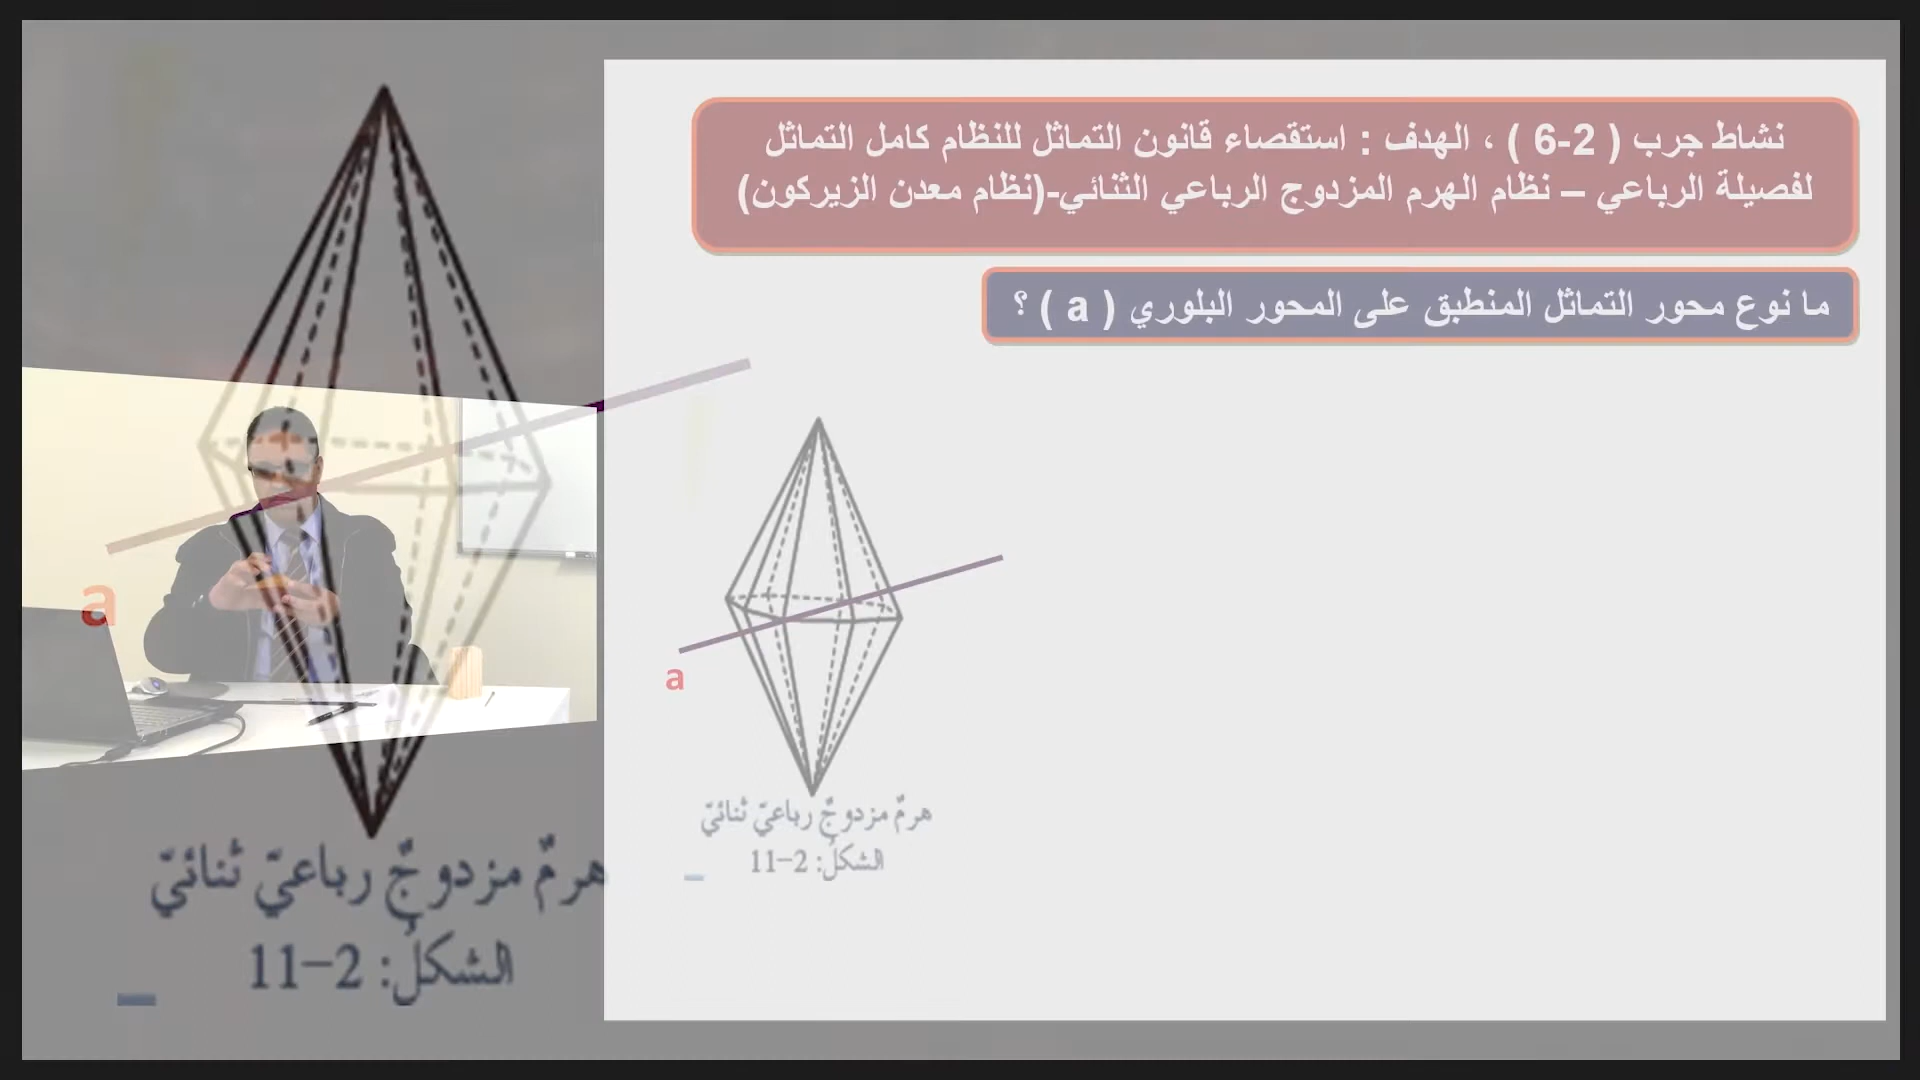 نشاط جرب ( 2-6 ) ، الهدف : استقصاء قانون التماثل للنظام كامل التماثل
لفصيلة الرباعي – نظام الهرم المزدوج الرباعي الثنائي-(نظام معدن الزيركون)
ما نوع محور التماثل المنطبق على المحور البلوري ( a ) ؟
a
هرمٌ مزدوجٌ رباعيّ ثنائيّ
الشكلُ: 2–11
a
هرمٌ مزدوجٌ رباعيّ ثنائيّ
الشكلُ: 2–11